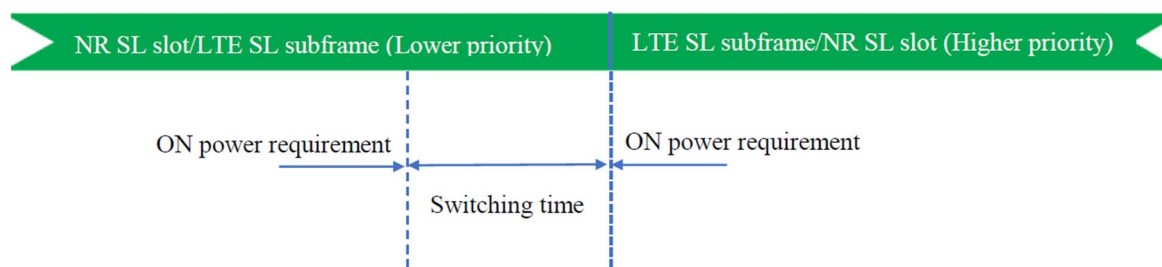 NR SL slot/LTE SL subframe (Lower priority)
LTE SL subframe/NR SL slot (Higher priority)
ON power requirement
ON power requirement
Switching time